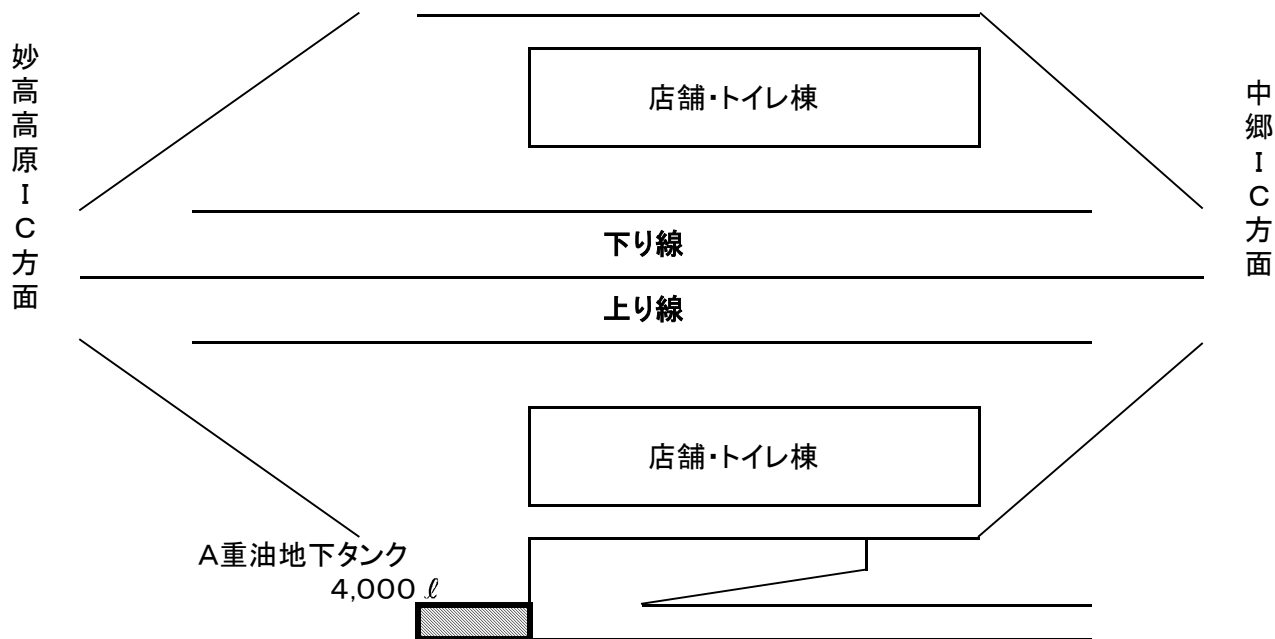 妙高高原IC方面
店舗・トイレ棟
中郷IC方面
下り線
上り線
店舗・トイレ棟
A重油地下タンク
4,000 ℓ